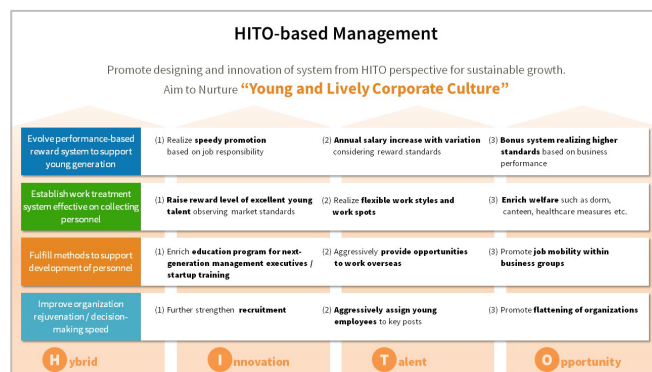 HITO-based Management
Promote designing and innovation of system from HITO perspective for sustainable growth.
Aim to Nurture “Young and Lively Corporate Culture”
Evolve performance-based
reward system to support
young generation
(1) Realize speedy promotion
based on job responsibility
(2) Annual salary increase with variation
considering reward standards
(3) Bonus system realizing higher
standards based on business
performance
Establish work treatment
system effective on collecting
personnel
(1) Raise reward level of excellent young
talent observing market standards
(2) Realize flexible work styles and
work spots
(3) Enrich welfare such as dorm,
canteen, healthcare measures etc.
Fulfill methods to support
development of personnel
(1) Enrich education program for next-
generation management executives /
startup training
(2) Aggressively provide opportunities
to work overseas
(3) Promote job mobility within
business groups
Improve organization
rejuvenation / decision-
making speed
(1) Further strengthen recruitment
(2) Aggressively assign young
employees to key posts
(3) Promote flattening of organizations
Hybrid
Innovation
Talent
Opportunity